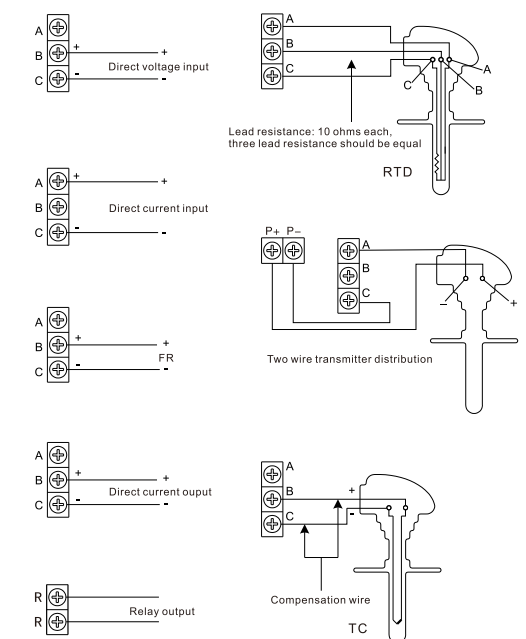 A
B + +
Direct voltage input
C - -
A + +
B Direct current input
C - -
A
B + +
FR
C - -
A
B + +
Direct current ouput
C - -
R
Relay output
R
A
B
C
A
C
B
Lead resistance: 10 ohms each,
three lead resistance should be equal
RTD
P+ P–
A
B
C
– +
Two wire transmitter distribution
A
B +
C -
Compensation wire
TC